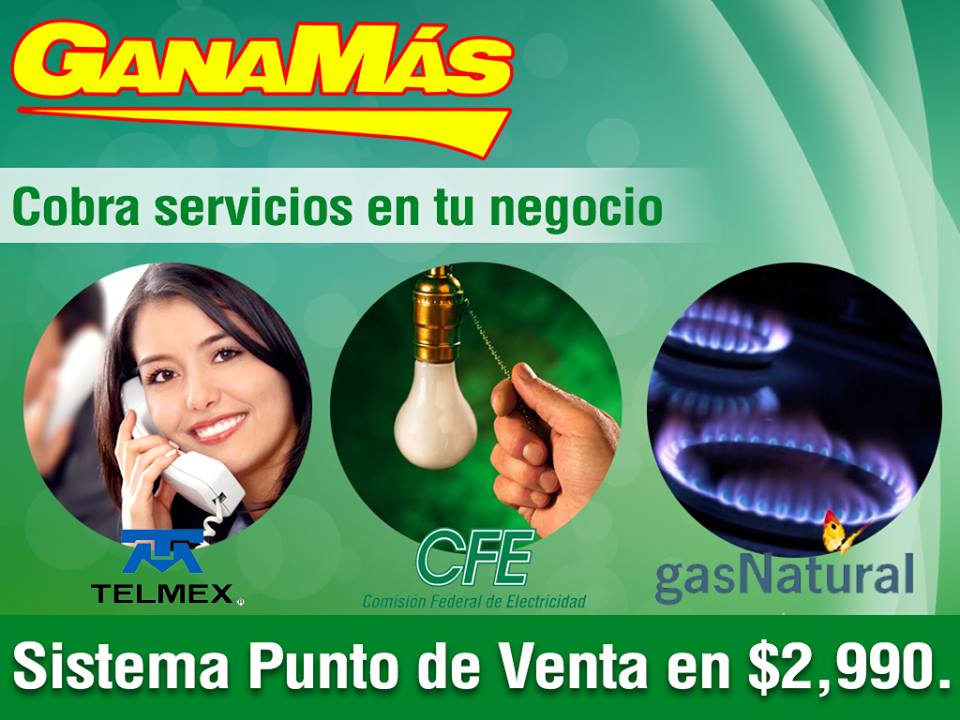 GANAMÁS
Cobra servicios en tu negocio
TELMEX®
CFE
Comisión Federal de Electricidad
gasNatural
Sistema Punto de Venta en $2,990.